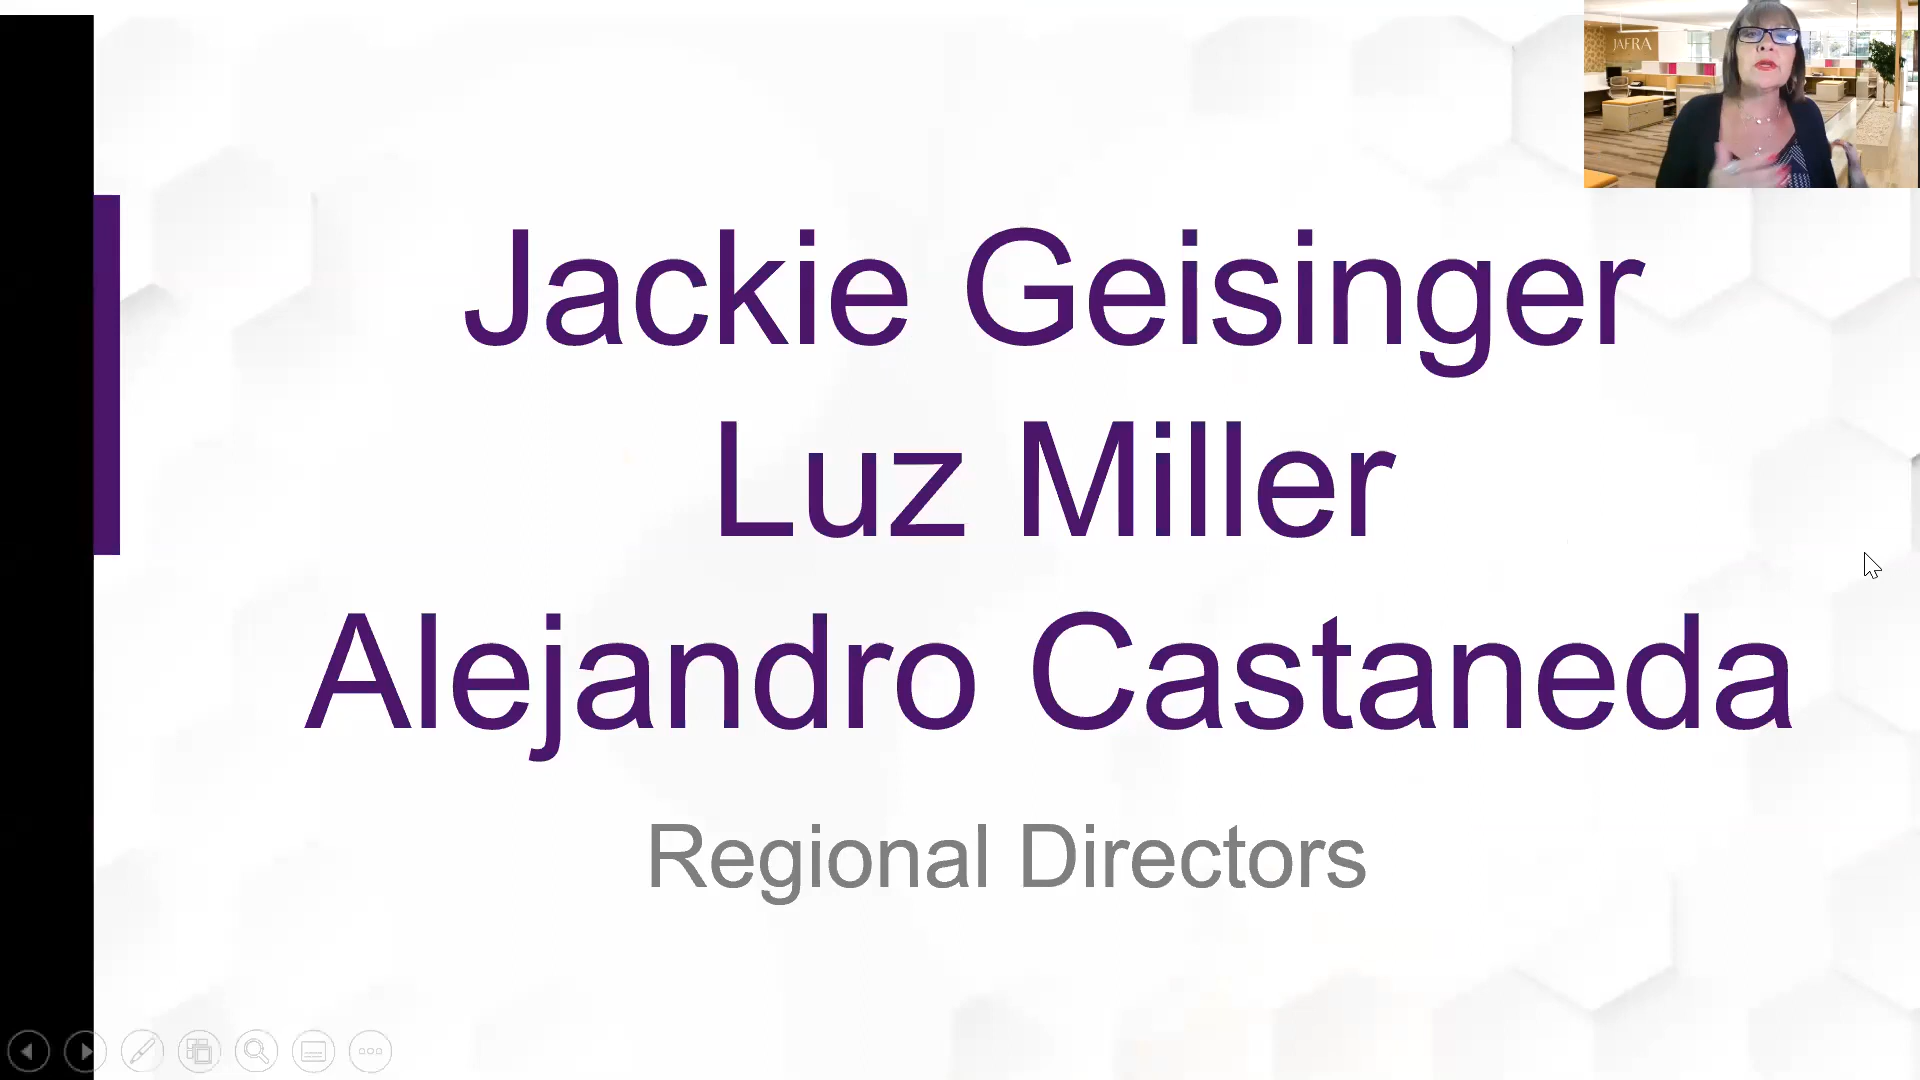 JAFRA
Jackie Geisinger
Luz Miller
Alejandro Castaneda
Regional Directors